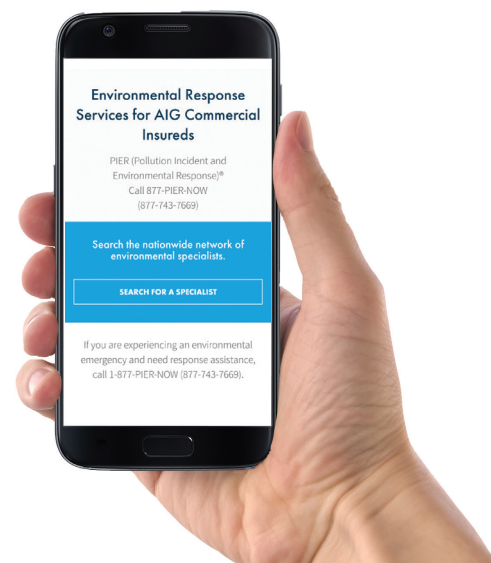 Environmental Response
Services for AIG Commercial
Insureds
PIER (Pollution Incident and
Environmental Response)®
Call 877-PIER-NOW
(877-743-7669)
Search the nationwide network of
environmental specialists.
SEARCH FOR A SPECIALIST
If you are experiencing an environmental
emergency and need response assistance,
call 1-877-PIER-NOW (877-743-7669).